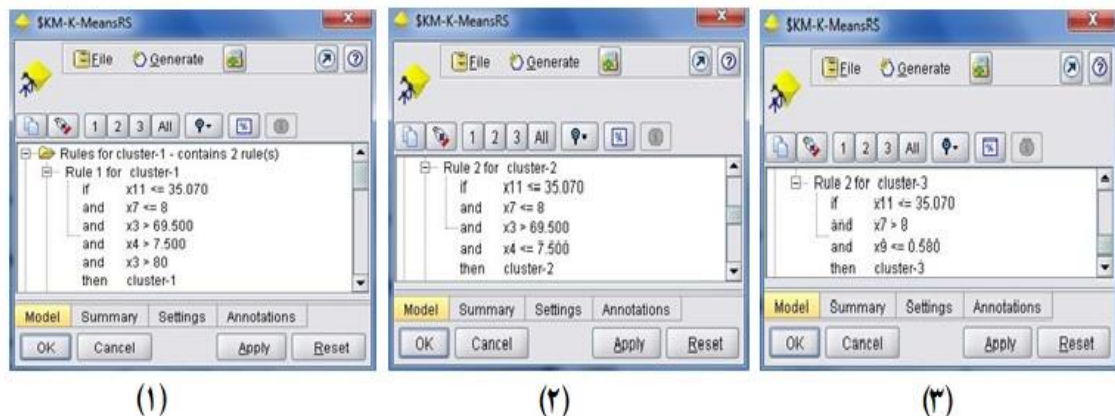 $KM-K-MeansRS
File Generate
1 2 3 All
Rules for cluster-1 - contains 2 rule(s)
Rule 1 for cluster-1
if x11 <= 35.070
and x7 <= 8
and x3 > 69.500
and x4 > 7.500
and x3 > 80
then cluster-1
Model Summary Settings Annotations
OK Cancel Apply Reset
(۱)
$KM-K-MeansRS
File Generate
1 2 3 All
Rule 2 for cluster-2
if x11 <= 35.070
and x7 <= 8
and x3 > 69.500
and x4 <= 7.500
then cluster-2
Model Summary Settings Annotations
OK Cancel Apply Reset
(۲)
$KM-K-MeansRS
File Generate
1 2 3 All
Rule 2 for cluster-3
if x11 <= 35.070
and x7 > 8
and x9 <= 0.580
then cluster-3
Model Summary Settings Annotations
OK Cancel Apply Reset
(۳)